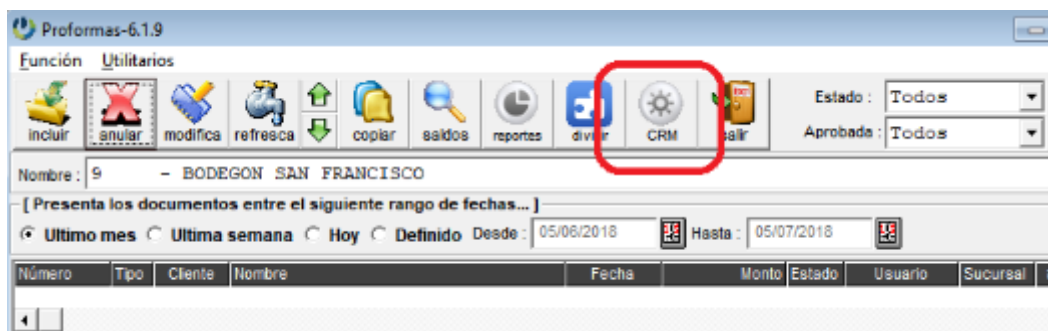 Proformas-6.1.9
Función Utilitarios
incluir anular modifica refresca copiar saldos reportes dividir CRM salir
Estado : Todos
Aprobada : Todos
Nombre : 9 - BODEGON SAN FRANCISCO
[ Presenta los documentos entre el siguiente rango de fechas... ]
Ultimo mes Ultima semana Hoy Definido Desde : 05/06/2018 Hasta : 05/07/2018
Número Tipo Cliente Nombre Fecha Monto Estado Usuario Sucursal